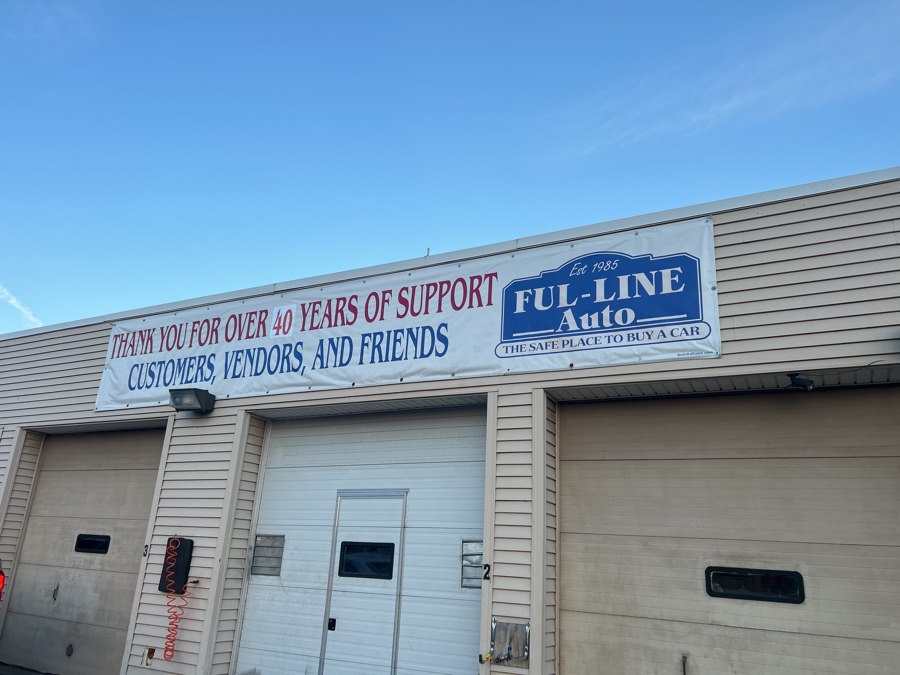 THANK YOU FOR OVER 40 YEARS OF SUPPORT
CUSTOMERS, VENDORS, AND FRIENDS
Est 1985
FUL-LINE
Auto
THE SAFE PLACE TO BUY A CAR
3
2